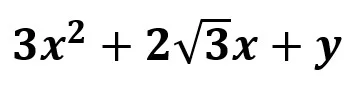 3x² + 2√3x + y